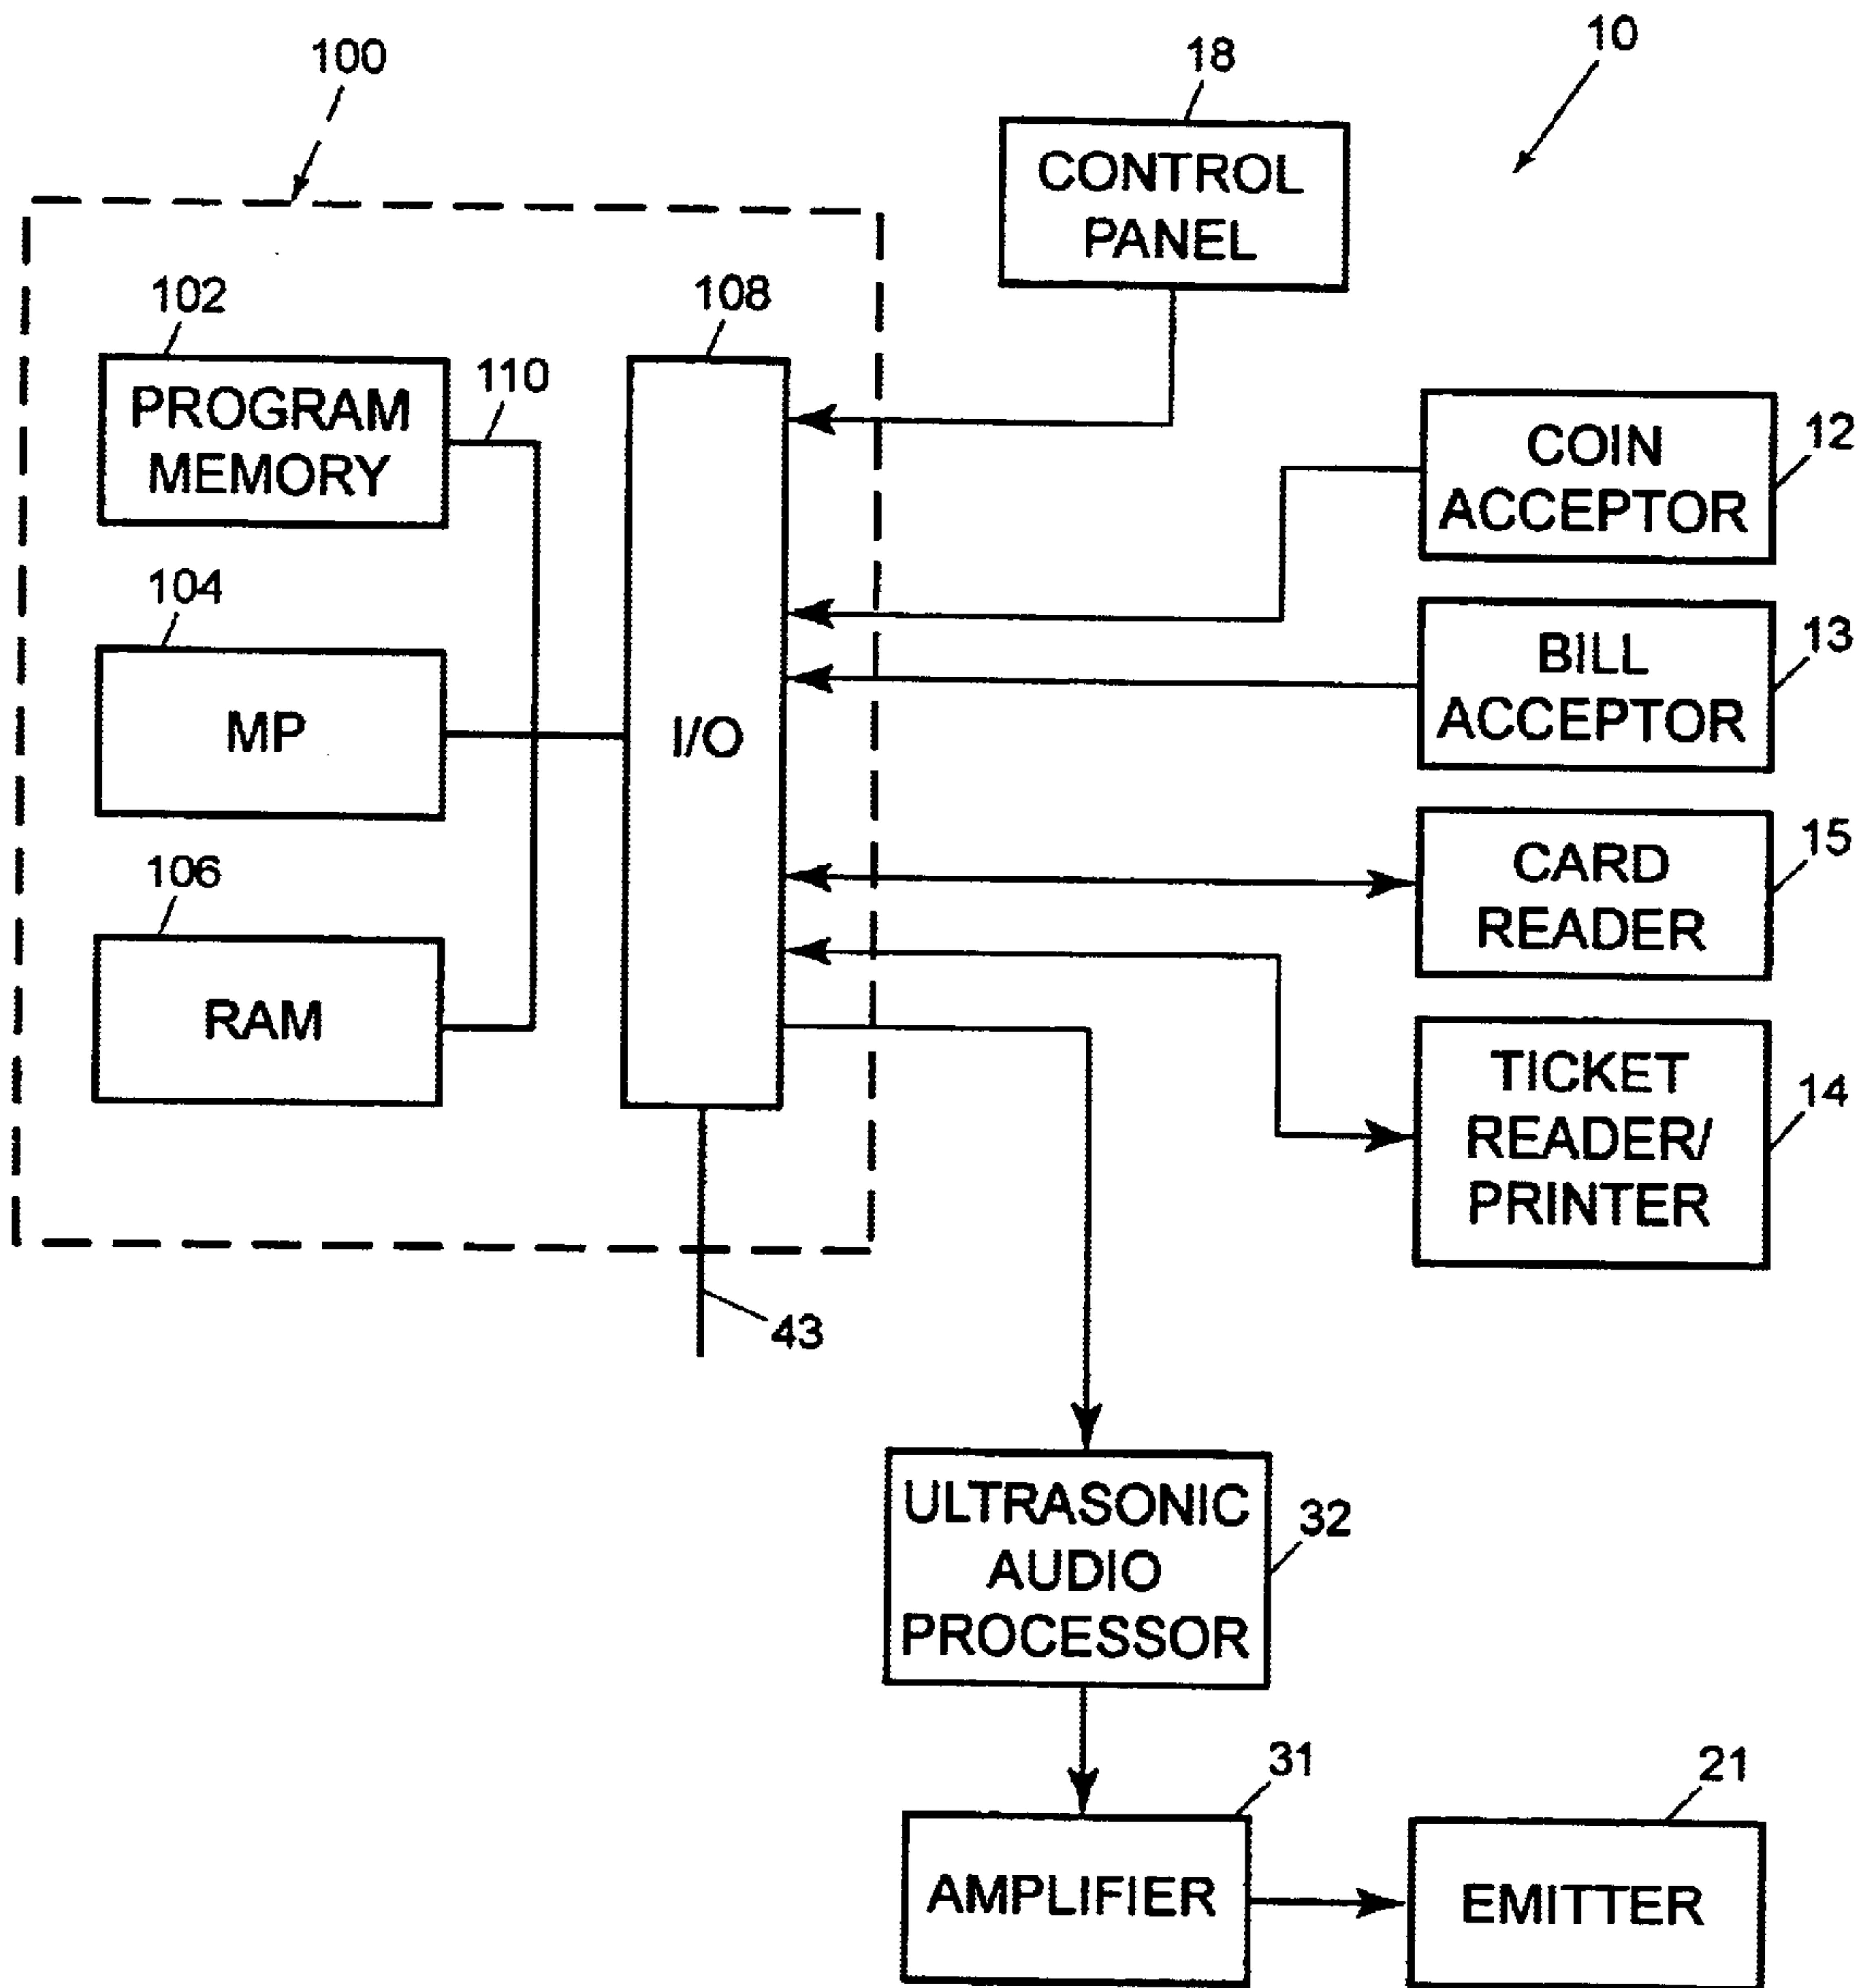 100
18
10
CONTROL
PANEL
102
108
110
PROGRAM
MEMORY
COIN
ACCEPTOR
12
104
MP
I/O
BILL
ACCEPTOR
13
106
RAM
CARD
READER
15
TICKET
READER/
PRINTER
14
43
ULTRASONIC
AUDIO
PROCESSOR
32
31
AMPLIFIER
21
EMITTER